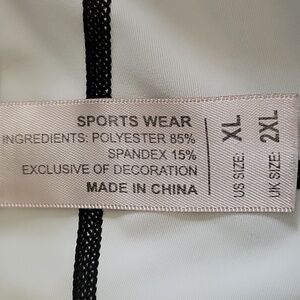 SPORTS WEAR
INGREDIENTS: POLYESTER 85%
SPANDEX 15%
EXCLUSIVE OF DECORATION
MADE IN CHINA
US SIZE: XL
UK SIZE: 2XL